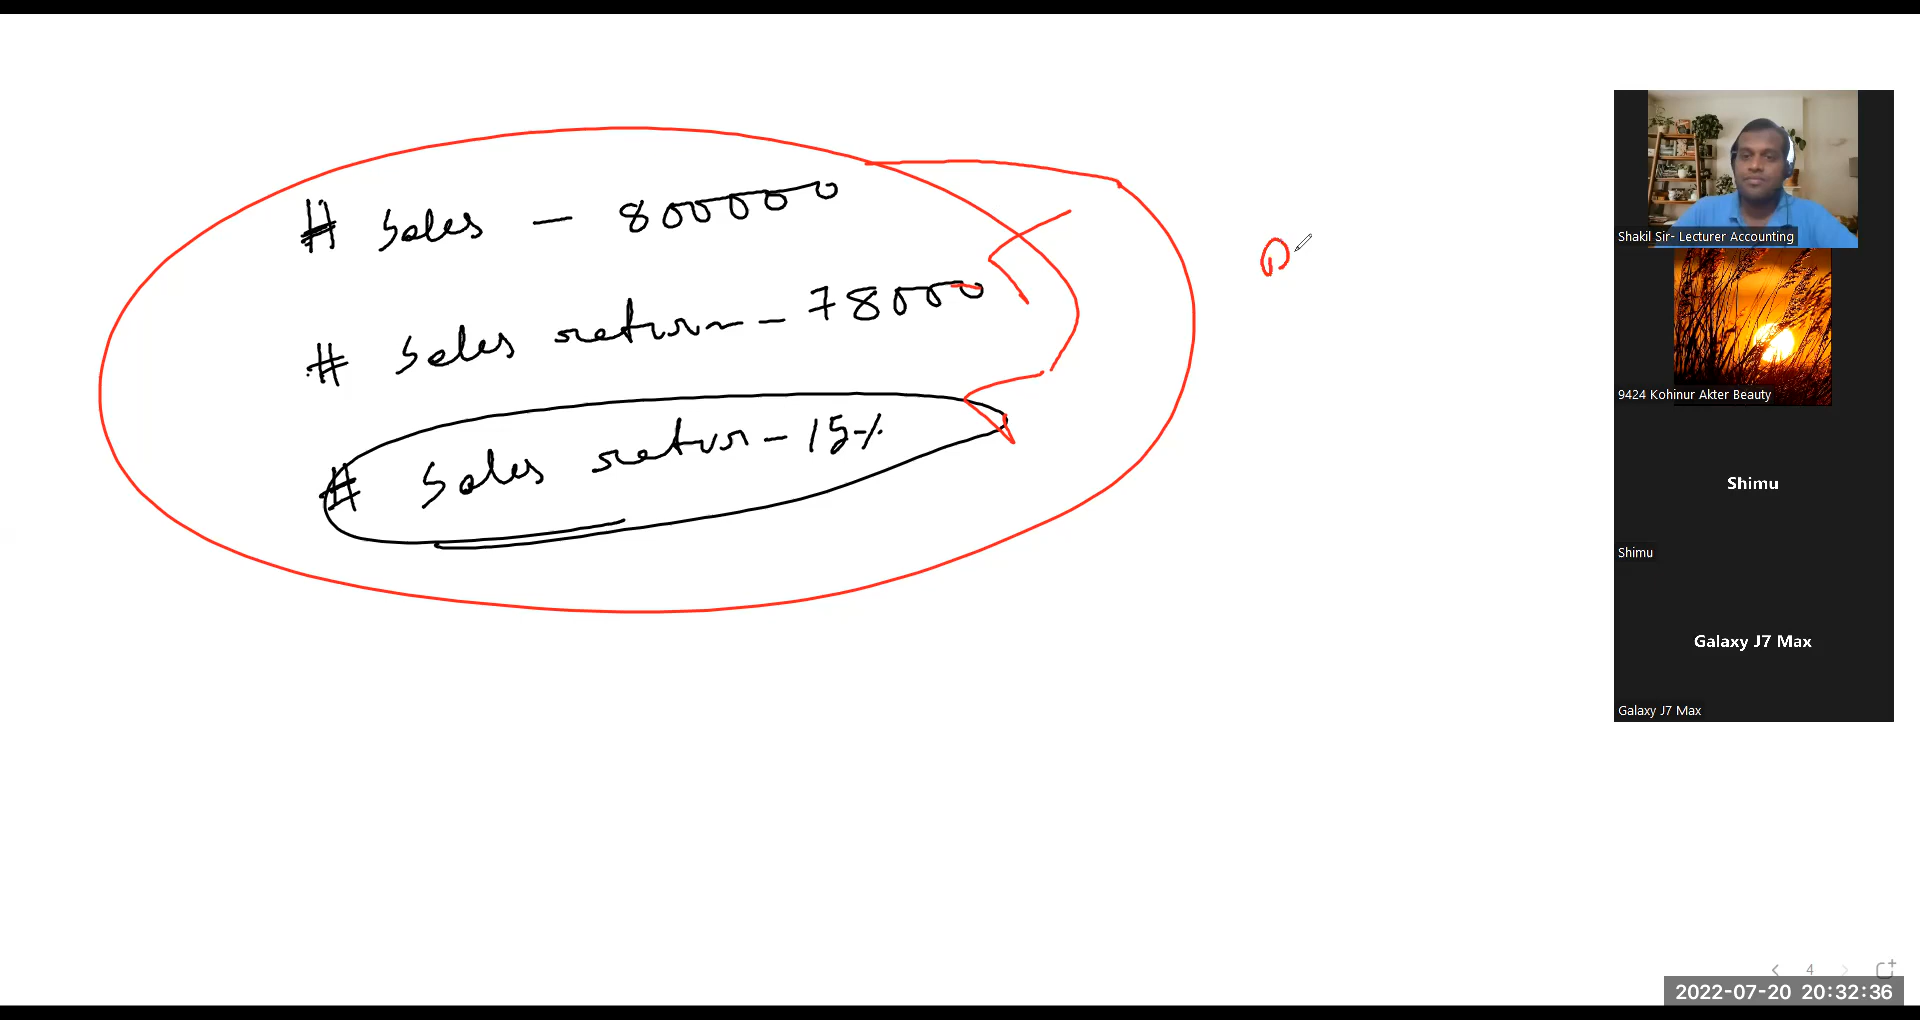 # Sales - 800000
# Sales return - 78000
# Sales return - 15%
Shakil Sir- Lecturer Accounting
9424 Kohinur Akter Beauty
Shimu
Shimu
Galaxy J7 Max
Galaxy J7 Max
4
2022-07-20 20:32:36